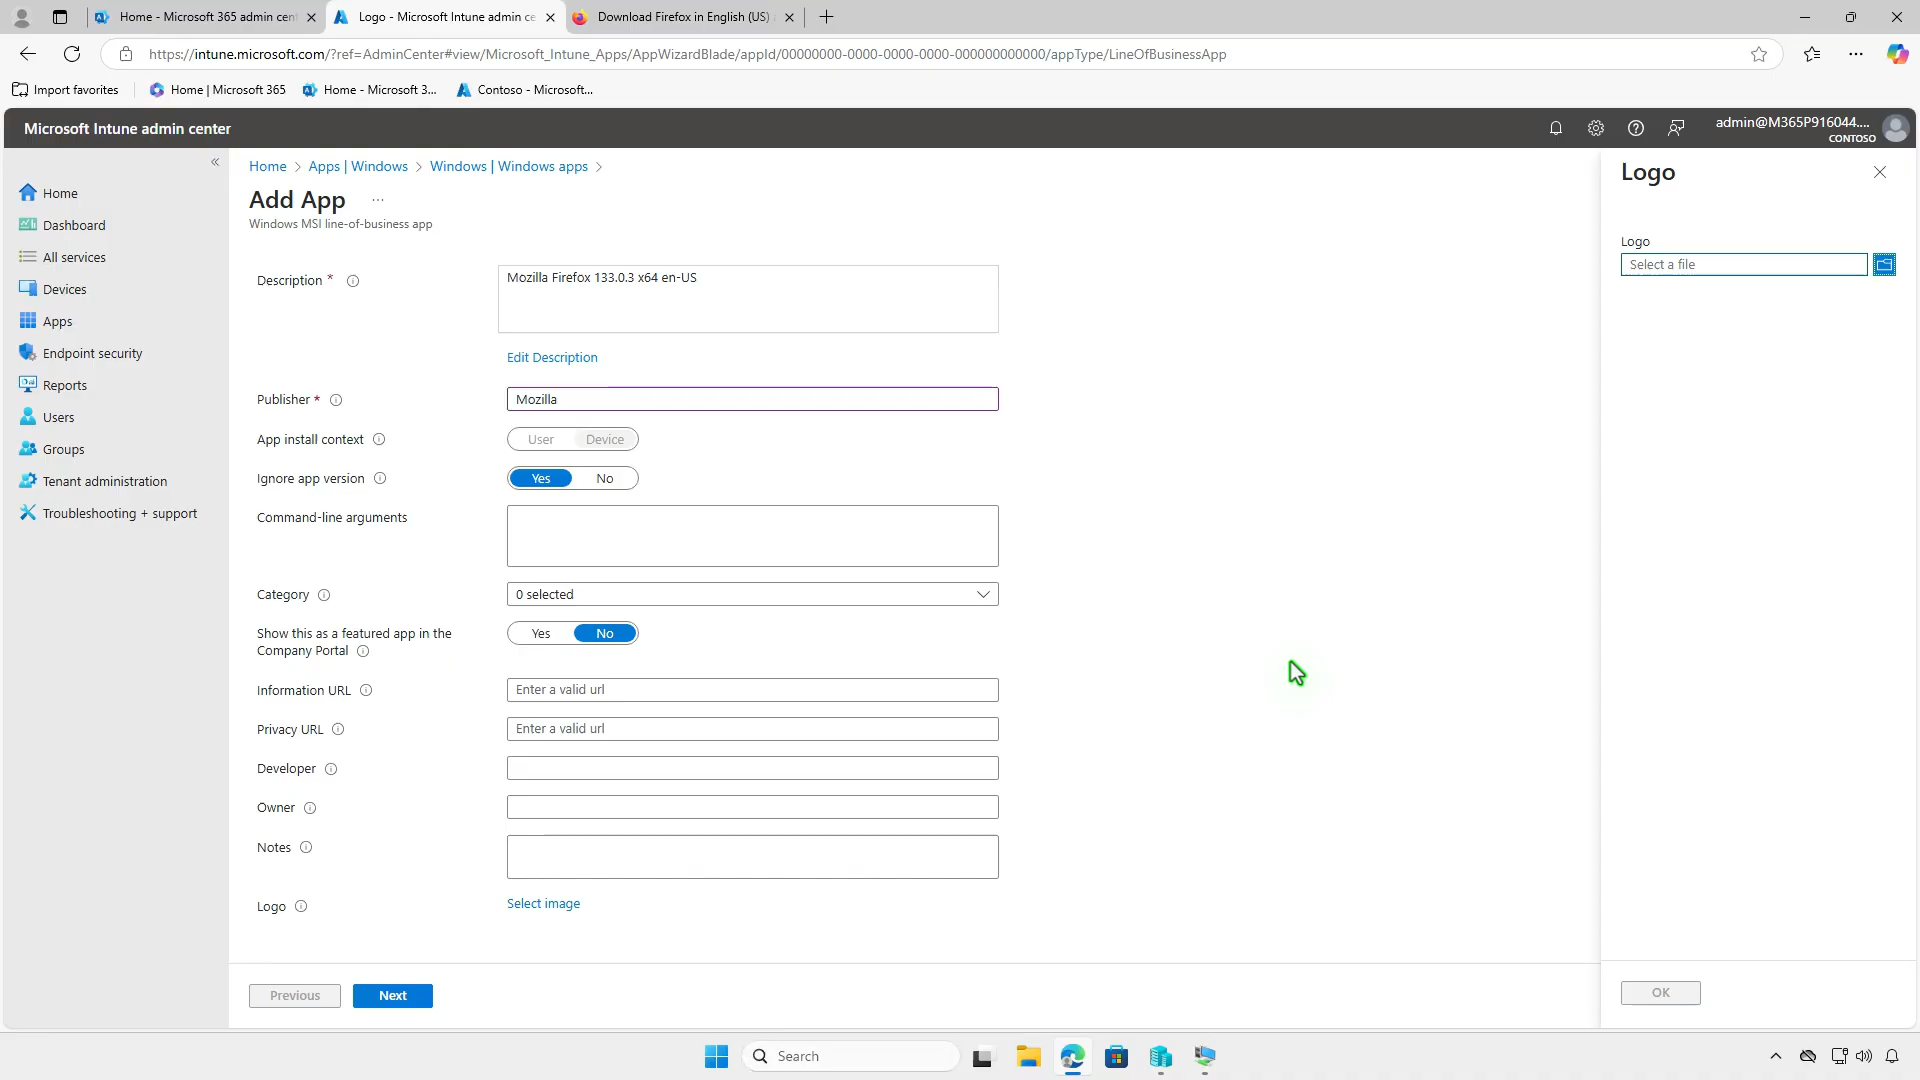 Home - Microsoft 365 admin cent
Logo - Microsoft Intune admin ce
Download Firefox in English (US)
https://intune.microsoft.com/?ref=AdminCenter#view/Microsoft_Intune_Apps/AppWizardBlade/appId/00000000-0000-0000-0000-000000000000/appType/LineOfBusinessApp
Import favorites
Home | Microsoft 365
Home - Microsoft 3...
Contoso - Microsoft...
Microsoft Intune admin center
admin@M365P916044....
CONTOSO
Home
Dashboard
All services
Devices
Apps
Endpoint security
Reports
Users
Groups
Tenant administration
Troubleshooting + support
Home > Apps | Windows > Windows | Windows apps >
Add App ...
Windows MSI line-of-business app
Description *
Mozilla Firefox 133.0.3 x64 en-US
Edit Description
Publisher *
Mozilla
App install context
User Device
Ignore app version
Yes No
Command-line arguments
Category
0 selected
Show this as a featured app in the
Company Portal
Yes No
Information URL
Enter a valid url
Privacy URL
Enter a valid url
Developer
Owner
Notes
Logo
Select image
Previous
Next
Logo
Logo
Select a file
OK
Search